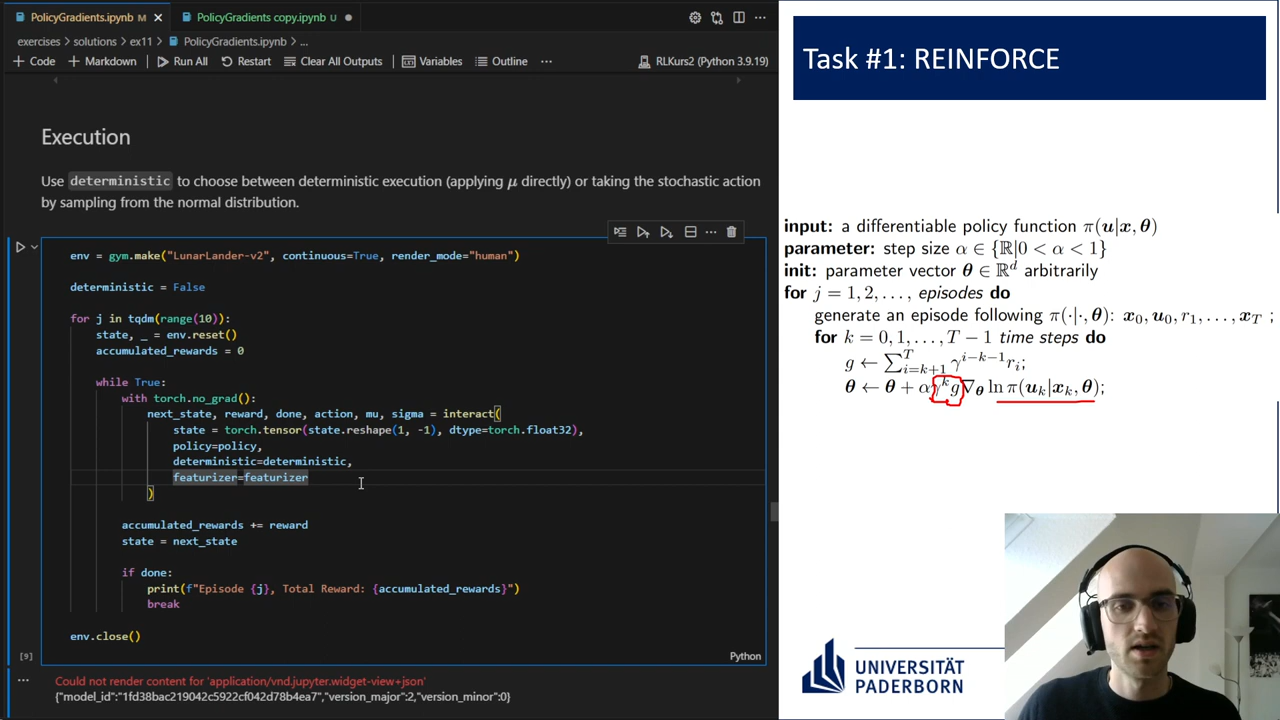 PolicyGradients.ipynb M
PolicyGradients copy.ipynb U
exercises > solutions > ex11 > PolicyGradients.ipynb > ...
+ Code + Markdown Run All Restart Clear All Outputs Variables Outline ... RLKurs2 (Python 3.9.19)
Execution
Use deterministic to choose between deterministic execution (applying μ directly) or taking the stochastic action
by sampling from the normal distribution.
env = gym.make("LunarLander-v2", continuous=True, render_mode="human")
deterministic = False
for j in tqdm(range(10)):
state, _ = env.reset()
accumulated_rewards = 0
while True:
with torch.no_grad():
next_state, reward, done, action, mu, sigma = interact(
state = torch.tensor(state.reshape(1, -1), dtype=torch.float32),
policy=policy,
deterministic=deterministic,
featurizer=featurizer
)
accumulated_rewards += reward
state = next_state
if done:
print(f"Episode {j}, Total Reward: {accumulated_rewards}")
break
env.close()
[9]
Python
Could not render content for 'application/vnd.jupyter.widget-view+json'
{"model_id":"1fd38bac219042c5922cf042d78b4ea7","version_major":2,"version_minor":0}
Task #1: REINFORCE
input: a differentiable policy function π(u|x, θ)
parameter: step size α ∈ {ℝ|0 < α < 1}
init: parameter vector θ ∈ ℝ^d arbitrarily
for j = 1, 2, . . . , episodes do
generate an episode following π(·|·, θ): x_0, u_0, r_1, . . . , x_T ;
for k = 0, 1, . . . , T − 1 time steps do
g ← ∑_{i=k+1}^{T} γ^{i−k−1} r_i;
θ ← θ + αγ^k g∇_θ ln π(u_k|x_k, θ);
UNIVERSITÄT
PADERBORN